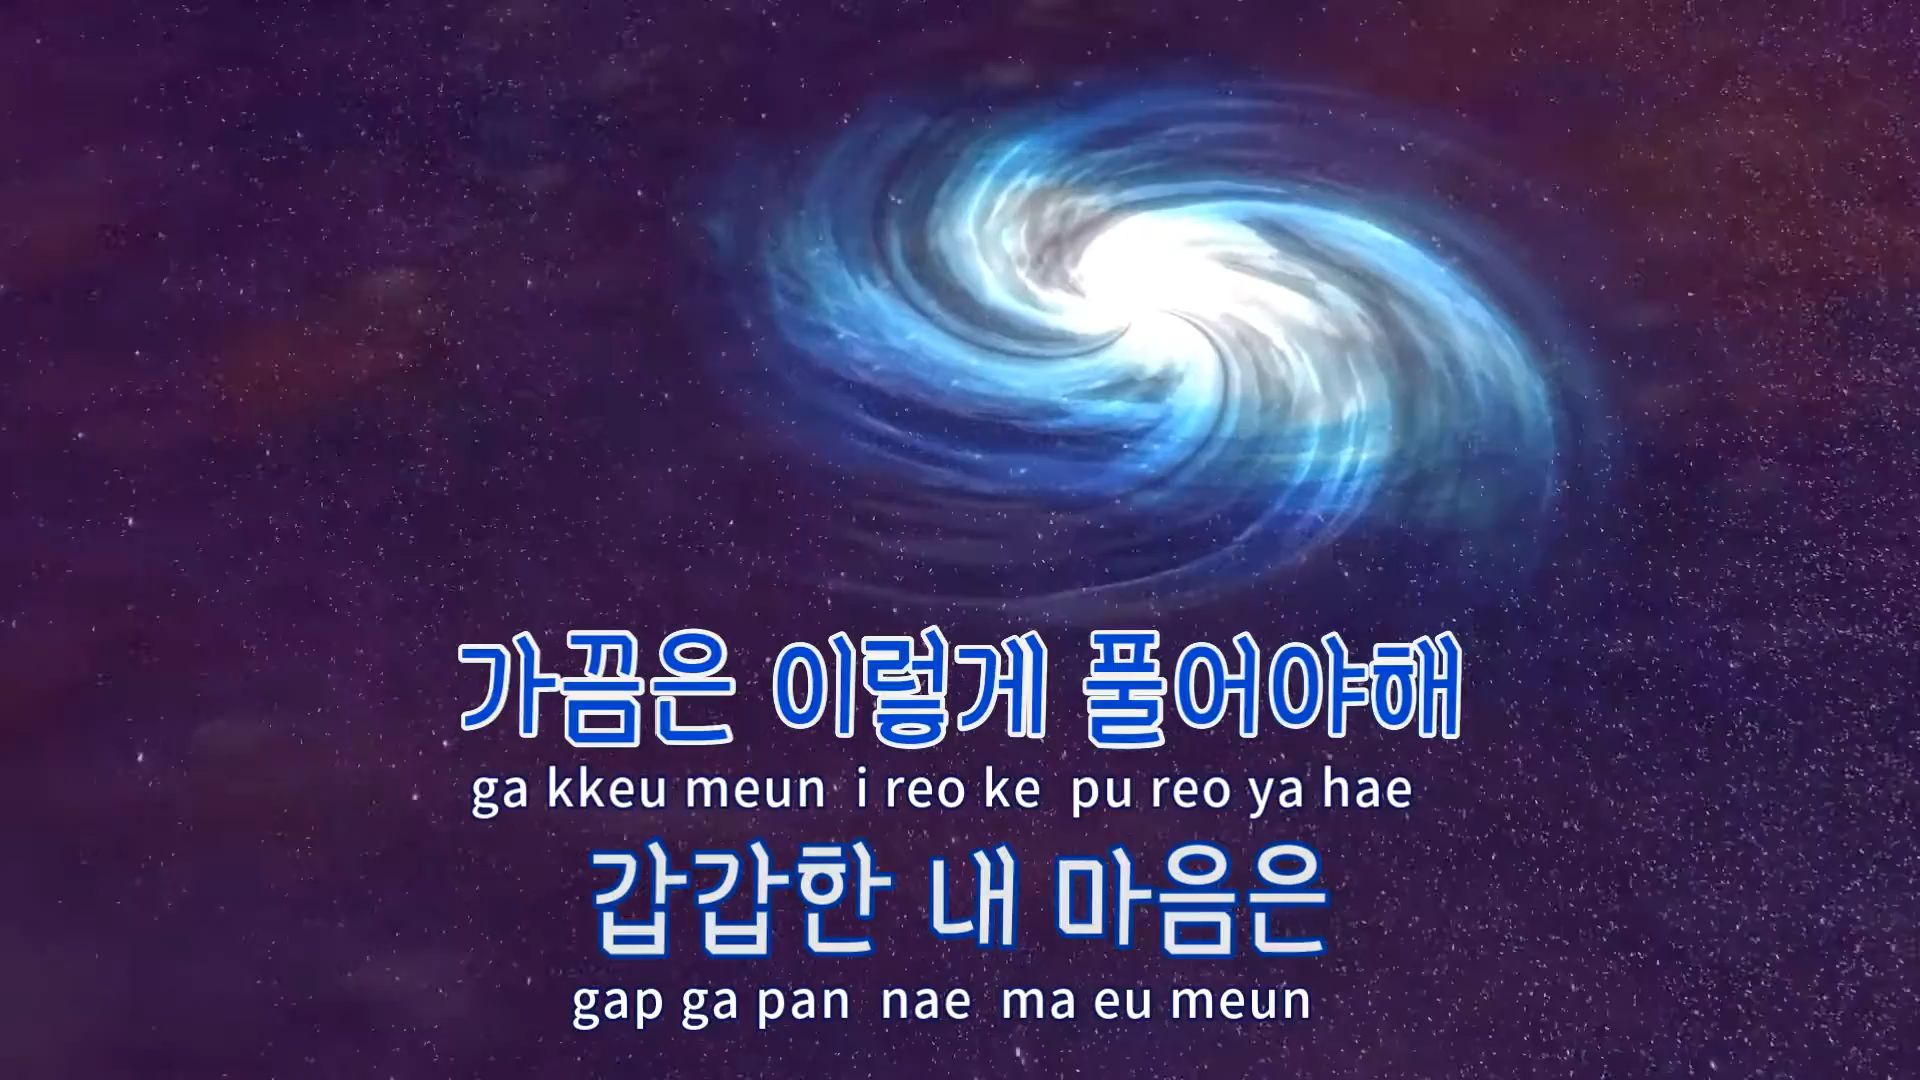 가끔은 이렇게 풀어야해
ga kkeu meun i reo ke pu reo ya hae
갑갑한 내 마음은
gap ga pan nae ma eu meun